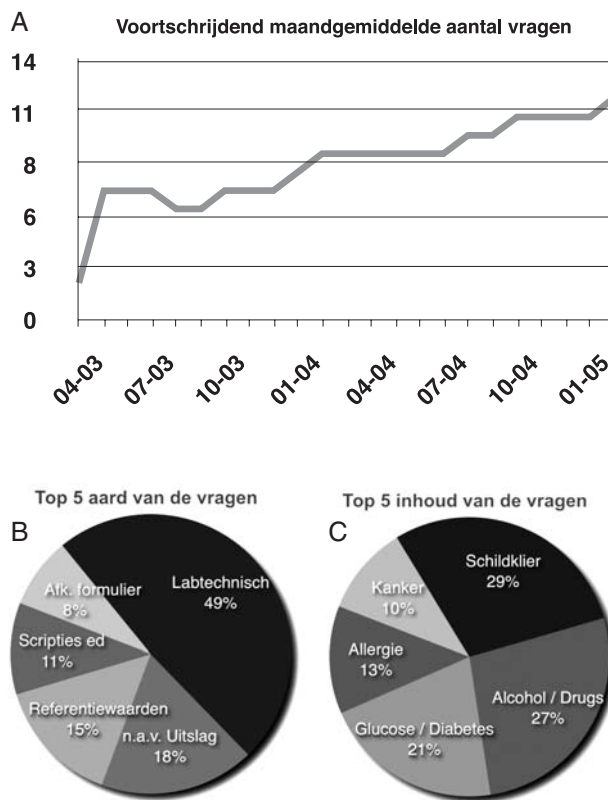 A
Voortschrijdend maandgemiddelde aantal vragen
14
11
8
6
3
0
04-03
07-03
10-03
01-04
04-04
07-04
10-04
01-05
Top 5 aard van de vragen
B
Labtechnisch
49%
n.a.v. Uitslag
18%
Referentiewaarden
15%
Scripties ed
11%
Afk. formulier
8%
Top 5 inhoud van de vragen
C
Schildklier
29%
Alcohol / Drugs
27%
Glucose / Diabetes
21%
Allergie
13%
Kanker
10%